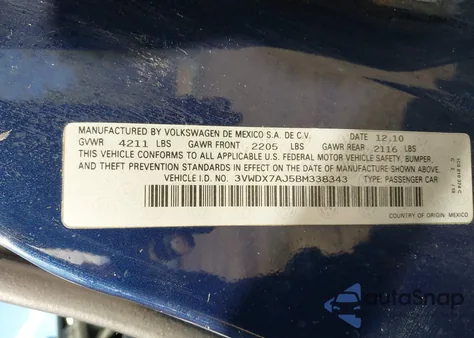 MANUFACTURED BY VOLKSWAGEN DE MEXICO S.A. DE C.V. DATE 12.10
GVWR 4211 LBS GAWR FRONT 2205 LBS GAWR REAR 2116 LBS
THIS VEHICLE CONFORMS TO ALL APPLICABLE U.S. FEDERAL MOTOR VEHICLE SAFETY, BUMPER,
AND THEFT PREVENTION STANDARDS IN EFFECT ON THE DATE OF MANUFACTURE SHOWN ABOVE.
VEHICLE I.D. NO. 3VWDX7AJ5BM338343 TYPE: PASSENGER CAR
COUNTRY OF ORIGIN: MEXICO
autoSnap